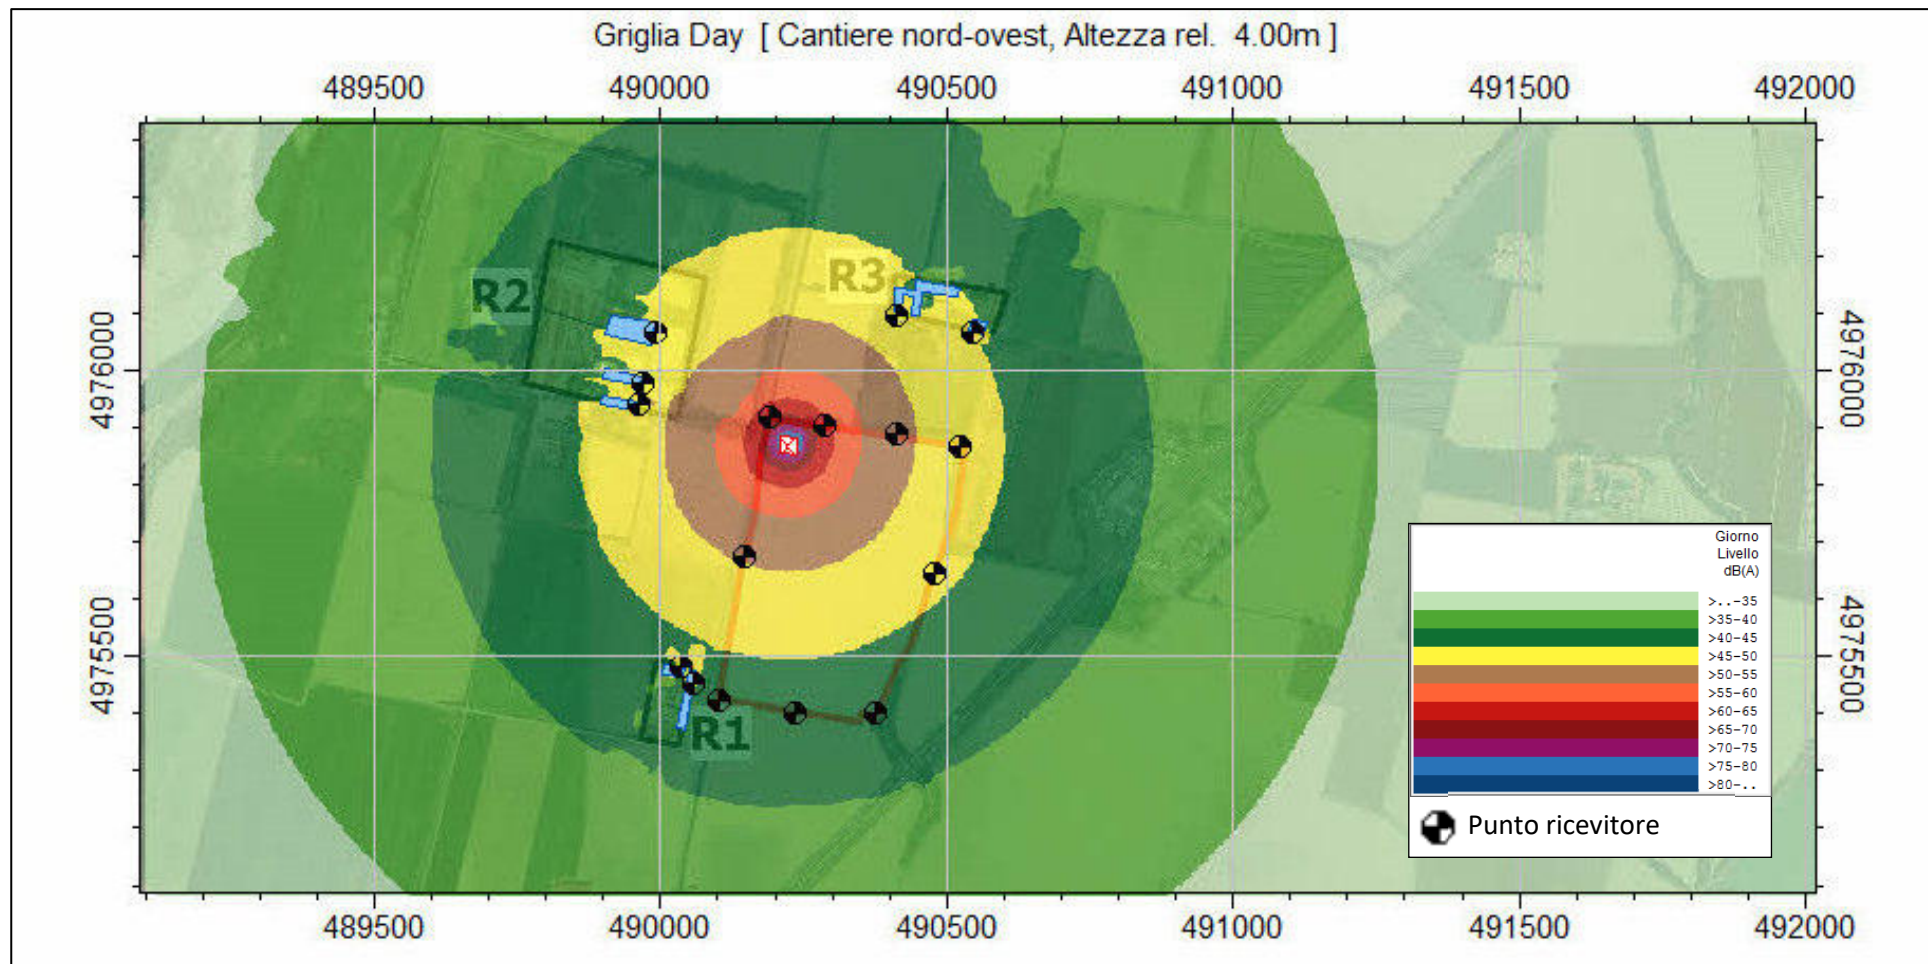 Griglia Day [ Cantiere nord-ovest, Altezza rel. 4.00m ]
489500 490000 490500 491000 491500 492000
R2
R3
4976000
4976000
4975500
4975500
R1
Giorno
Livello
dB(A)
>..-35
>35-40
>40-45
>45-50
>50-55
>55-60
>60-65
>65-70
>70-75
>75-80
>80-..
Punto ricevitore
489500 490000 490500 491000 491500 492000